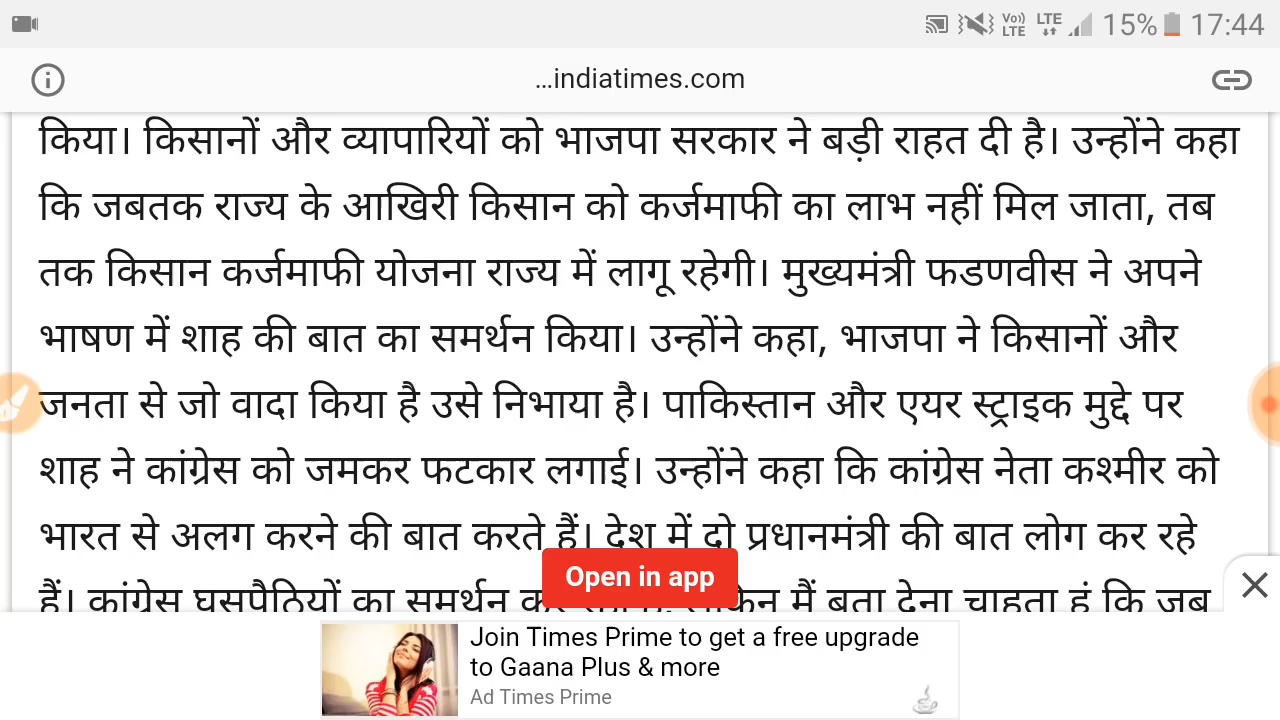 Vo)) LTE LTE 15% 17:44
...indiatimes.com
किया। किसानों और व्यापारियों को भाजपा सरकार ने बड़ी राहत दी है। उन्होंने कहा
कि जबतक राज्य के आखिरी किसान को कर्जमाफी का लाभ नहीं मिल जाता, तब
तक किसान कर्जमाफी योजना राज्य में लागू रहेगी। मुख्यमंत्री फडणवीस ने अपने
भाषण में शाह की बात का समर्थन किया। उन्होंने कहा, भाजपा ने किसानों और
जनता से जो वादा किया है उसे निभाया है। पाकिस्तान और एयर स्ट्राइक मुद्दे पर
शाह ने कांग्रेस को जमकर फटकार लगाई। उन्होंने कहा कि कांग्रेस नेता कश्मीर को
भारत से अलग करने की बात करते हैं। देश में दो प्रधानमंत्री की बात लोग कर रहे
हैं। कांग्रेस घुसपैठियों का समर्थन मैं बता देना चाहता हूं कि जब
Open in app
Join Times Prime to get a free upgrade
to Gaana Plus & more
Ad Times Prime